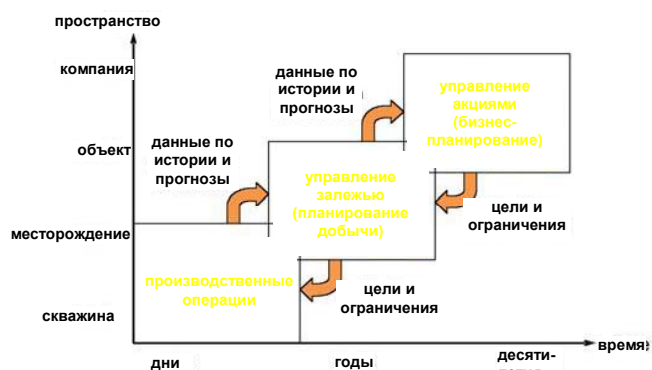 пространство
компания
данные по
истории и
прогнозы
управление
акциями
(бизнес-
планирование)
объект
данные по
истории и
прогнозы
управление
залежью
(планирование
добычи)
цели и
ограничения
месторождение
производственные
операции
цели и
ограничения
скважина
время
дни
годы
десяти-